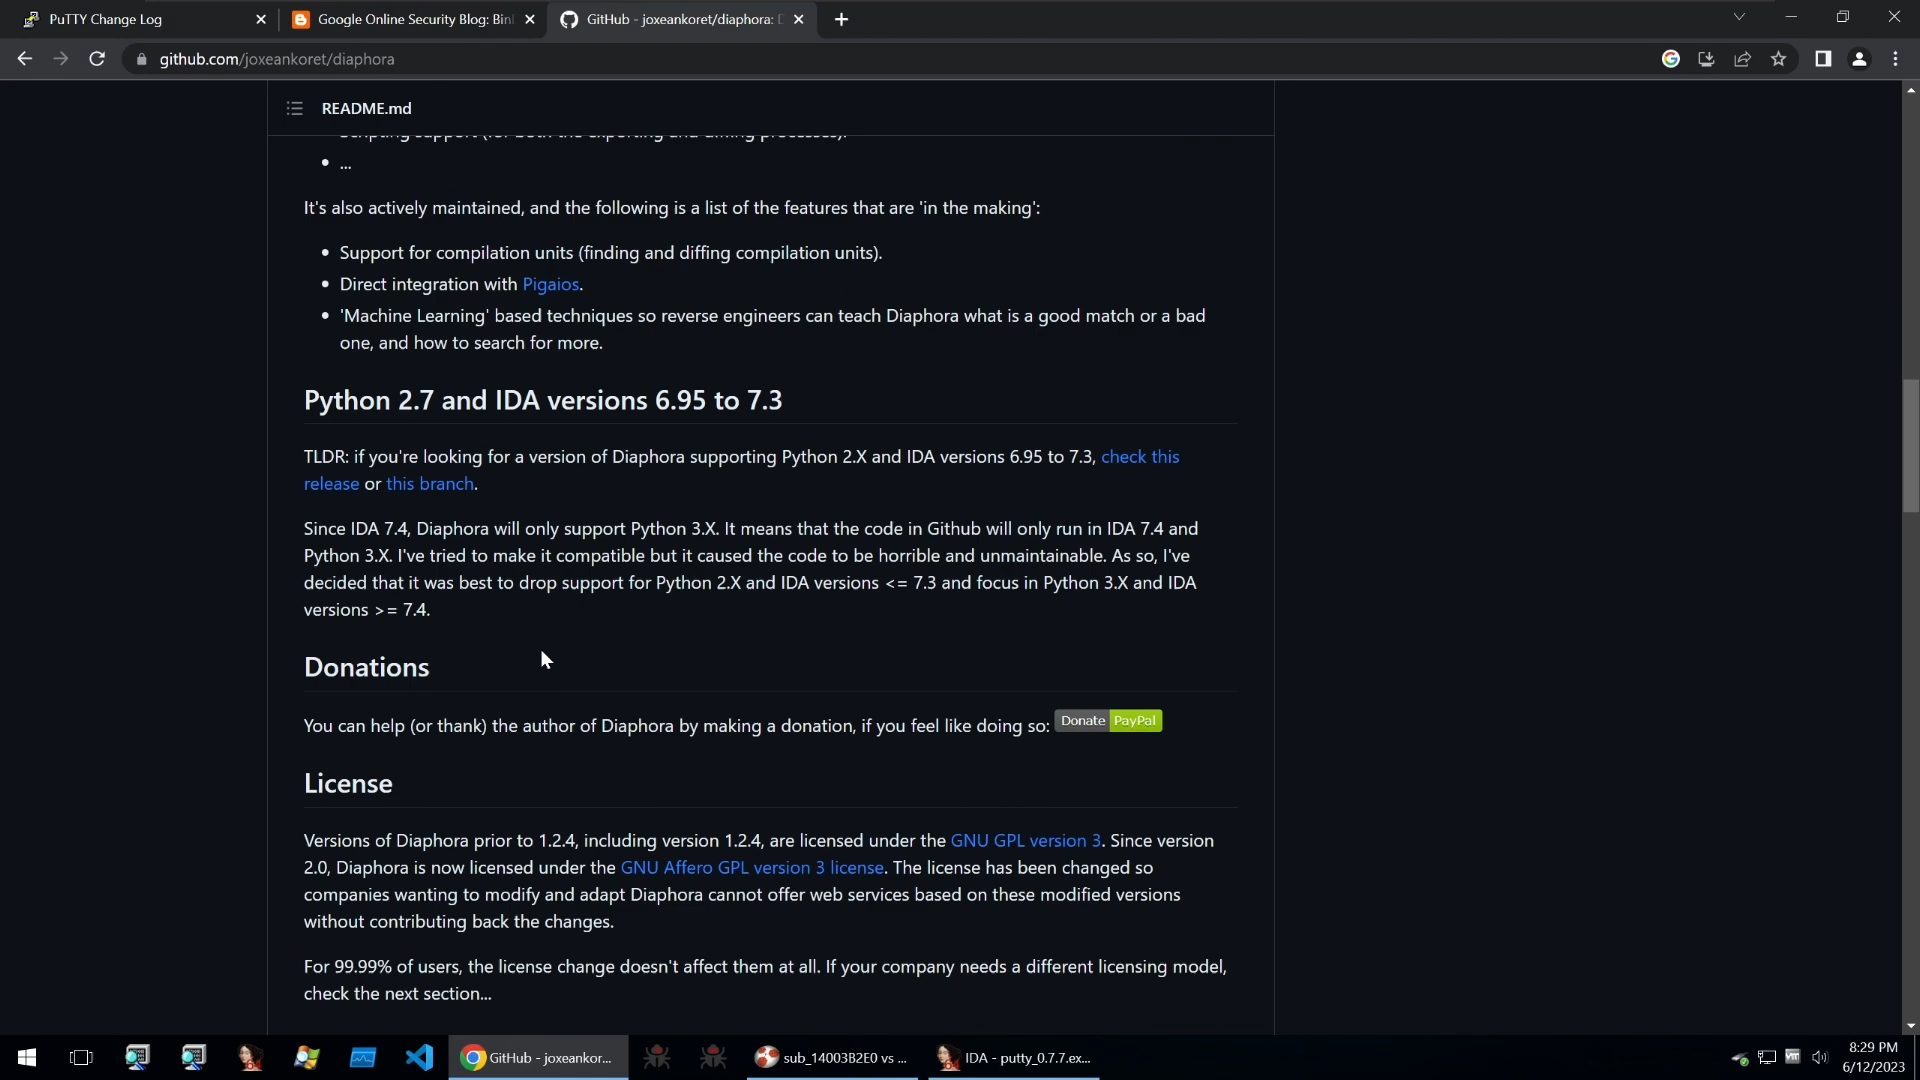 PuTTY Change Log
Google Online Security Blog: Bin
GitHub - joxeankoret/diaphora:
github.com/joxeankoret/diaphora
README.md
Scripting support (for both the exporting and diffing processes).
• ...
It's also actively maintained, and the following is a list of the features that are 'in the making':
• Support for compilation units (finding and diffing compilation units).
• Direct integration with Pigaios.
• 'Machine Learning' based techniques so reverse engineers can teach Diaphora what is a good match or a bad
one, and how to search for more.
Python 2.7 and IDA versions 6.95 to 7.3
TLDR: if you're looking for a version of Diaphora supporting Python 2.X and IDA versions 6.95 to 7.3, check this
release or this branch.
Since IDA 7.4, Diaphora will only support Python 3.X. It means that the code in Github will only run in IDA 7.4 and
Python 3.X. I've tried to make it compatible but it caused the code to be horrible and unmaintainable. As so, I've
decided that it was best to drop support for Python 2.X and IDA versions <= 7.3 and focus in Python 3.X and IDA
versions >= 7.4.
Donations
You can help (or thank) the author of Diaphora by making a donation, if you feel like doing so: Donate PayPal
License
Versions of Diaphora prior to 1.2.4, including version 1.2.4, are licensed under the GNU GPL version 3. Since version
2.0, Diaphora is now licensed under the GNU Affero GPL version 3 license. The license has been changed so
companies wanting to modify and adapt Diaphora cannot offer web services based on these modified versions
without contributing back the changes.
For 99.99% of users, the license change doesn't affect them at all. If your company needs a different licensing model,
check the next section...
GitHub - joxeankor...
sub_14003B2E0 vs ...
IDA - putty_0.7.7.ex...
8:29 PM
6/12/2023